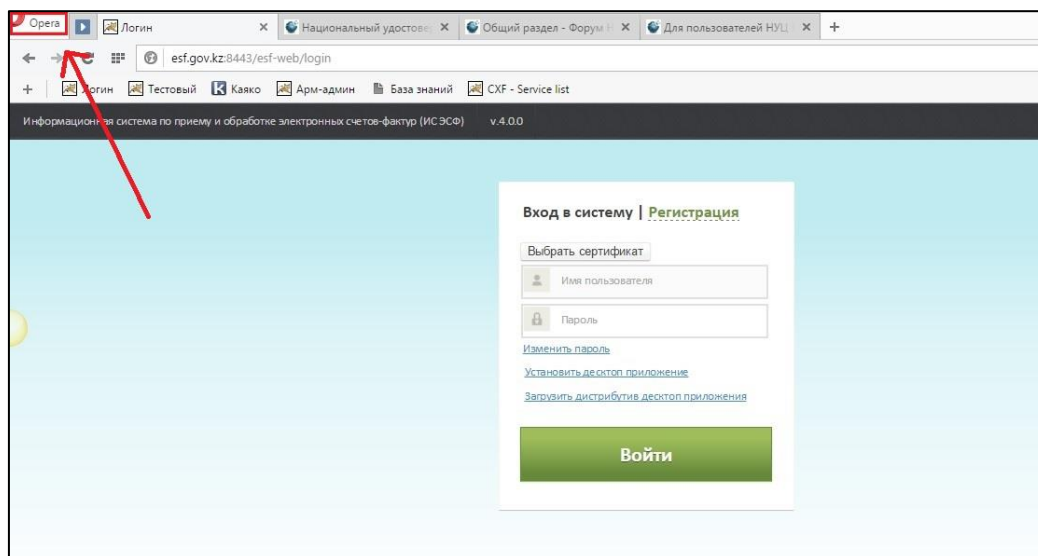 Opera
Логин
Национальный удостове
Общий раздел - Форум Н
Для пользователей НУЦ
esf.gov.kz:8443/esf-web/login
Логин Тестовый Каяко Арм-админ База знаний CXF - Service list
Информационная система по приему и обработке электронных счетов-фактур (ИС ЭСФ) v.4.0.0
Вход в систему | Регистрация
Выбрать сертификат
Имя пользователя
Пароль
Изменить пароль
Установить десктоп приложение
Загрузить дистрибутив десктоп приложения
Войти